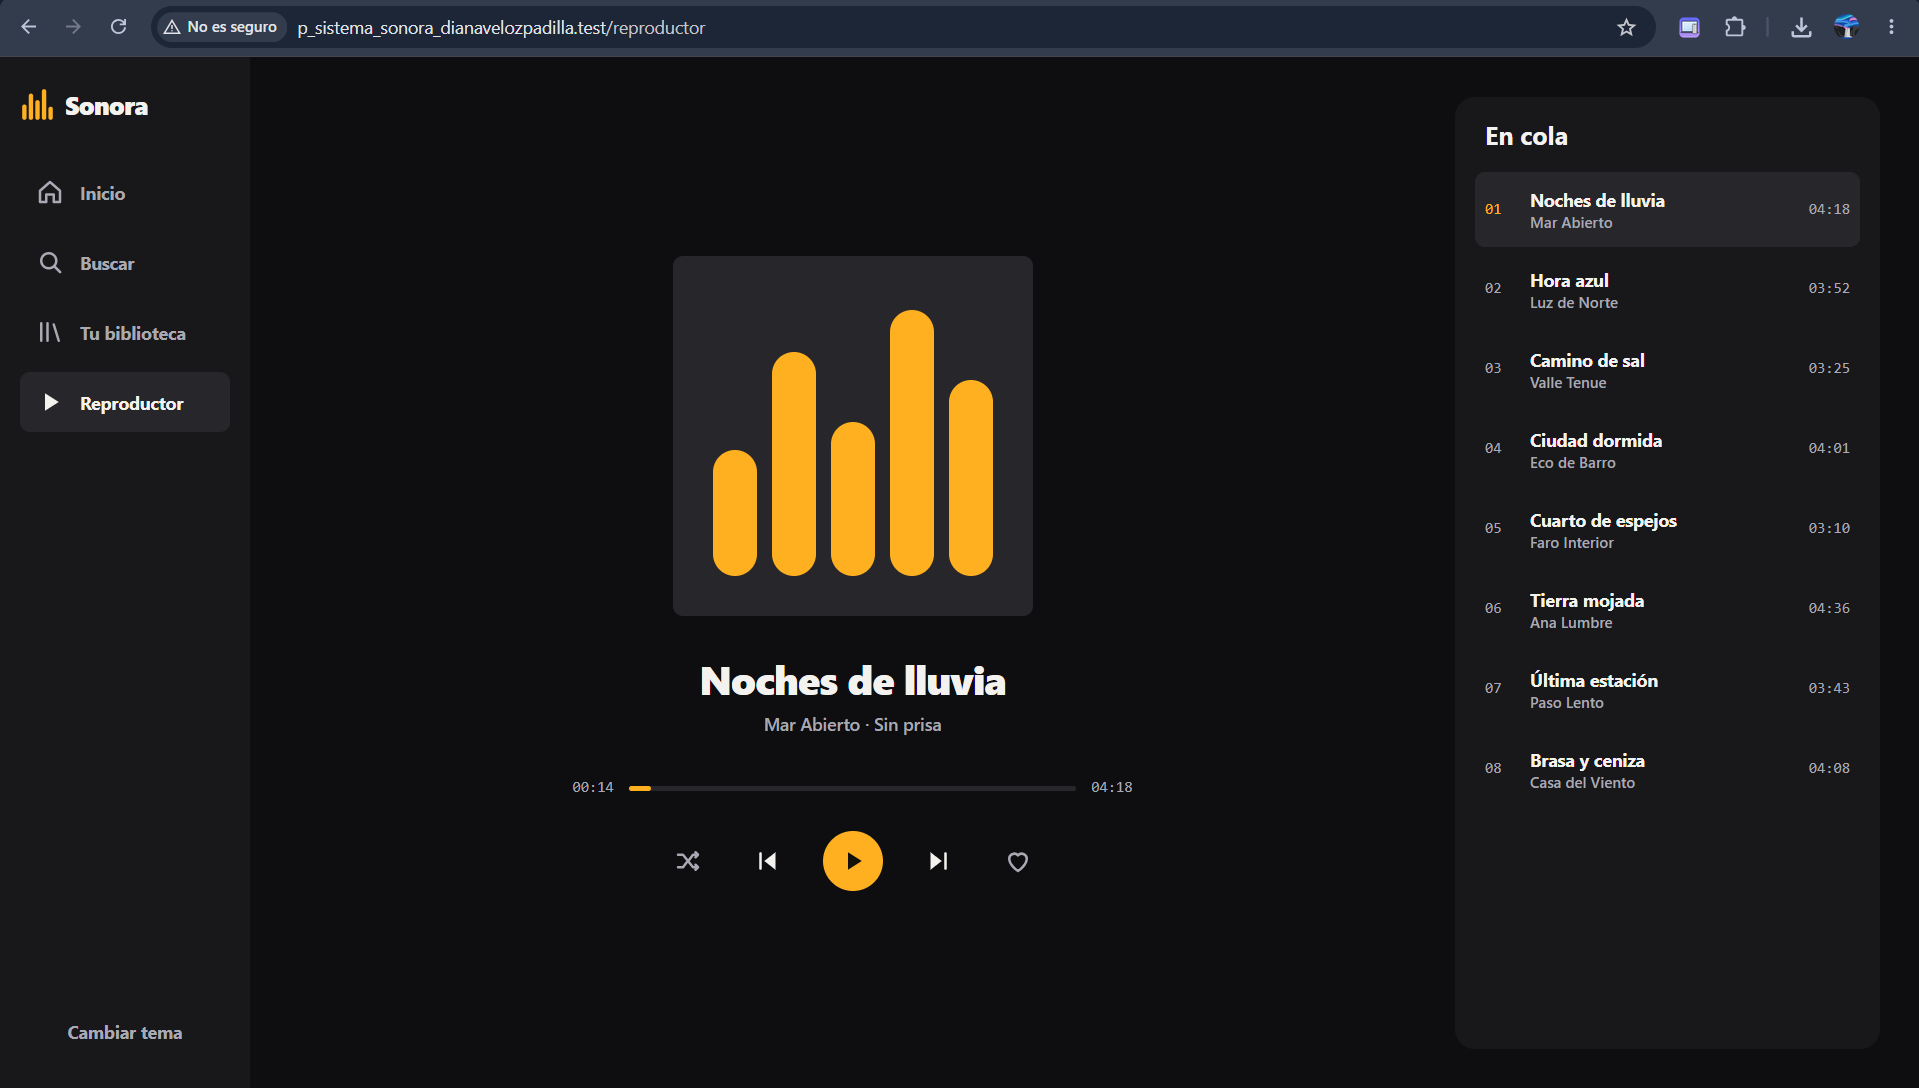 No es seguro
p_sistema_sonora_dianavelozpadilla.test/reproductor
Sonora
Inicio
Buscar
Tu biblioteca
Reproductor
Cambiar tema
Noches de lluvia
Mar Abierto · Sin prisa
00:14
04:18
En cola
01 Noches de lluvia 04:18
Mar Abierto
02 Hora azul 03:52
Luz de Norte
03 Camino de sal 03:25
Valle Tenue
04 Ciudad dormida 04:01
Eco de Barro
05 Cuarto de espejos 03:10
Faro Interior
06 Tierra mojada 04:36
Ana Lumbre
07 Última estación 03:43
Paso Lento
08 Brasa y ceniza 04:08
Casa del Viento